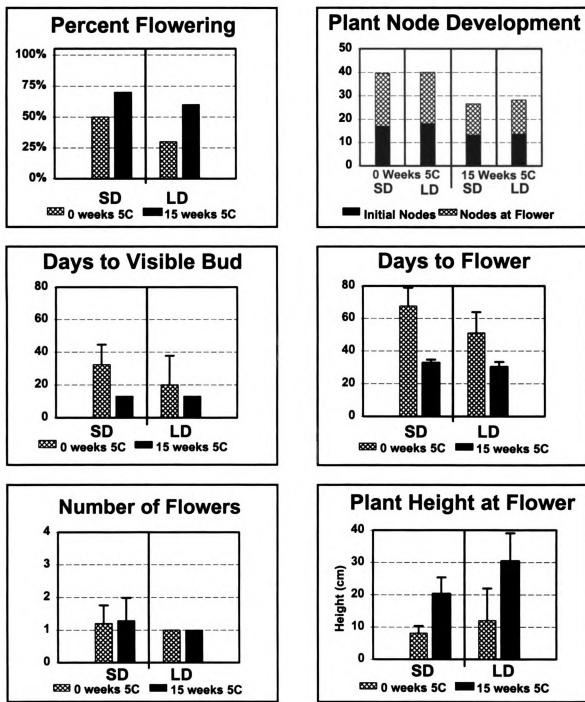 Percent Flowering
100%
75%
50%
25%
0%
SD LD
0 weeks 5C 15 weeks 5C
Plant Node Development
50
40
30
20
10
0
0 Weeks 5C 15 Weeks 5C
SD LD SD LD
Initial Nodes Nodes at Flower
Days to Visible Bud
80
60
40
20
0
SD LD
0 weeks 5C 15 weeks 5C
Days to Flower
80
60
40
20
0
SD LD
0 weeks 5C 15 weeks 5C
Number of Flowers
4
3
2
1
0
SD LD
0 weeks 5C 15 weeks 5C
Plant Height at Flower
Height (cm)
40
30
20
10
0
SD LD
0 weeks 5C 15 weeks 5C